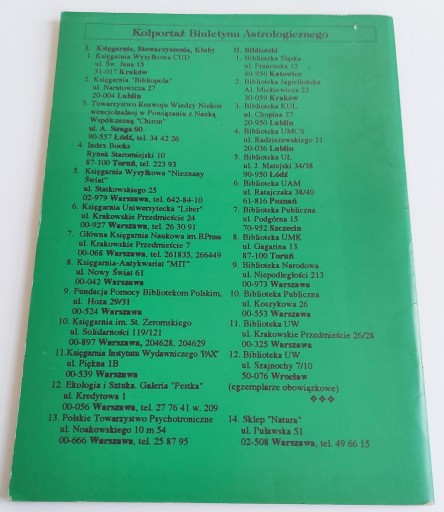 Kolportaż Biuletynu Astrologicznego
I. Księgarnie, Stowarzyszenia, Kluby
1. Księgarnia Wysyłkowa CUD
ul. Św. Jana 15
31-017 Kraków
2. Księgarnia "Bibliopola"
ul. Narutowicza 27
20-004 Lublin
3. Towarzystwo Rozwoju Wiedzy Niekon
wencjonalnej w Powiązaniu z Nauką
Współczesną "Chiron"
ul. A. Struga 90
90-557 Łódź, tel. 34 42 26
4. Index Books
Rynek Staromiejski 10
87-100 Toruń, tel. 223 93
5. Księgarnia Wysyłkowa "Nieznany
Świat"
ul. Statkowskiego 25
02-979 Warszawa, tel. 642-84-10
6. Księgarnia Uniwersytecka "Liber"
ul. Krakowskie Przedmieście 24
00-927 Warszawa, tel. 26 30 91
7. Główna Księgarnia Naukowa im.B.Prusa
ul. Krakowskie Przedmieście 7
00-068 Warszawa, tel. 261835, 266449
8. Księgarnia-Antykwariat "MIT"
ul. Nowy Świat 61
00-042 Warszawa
9. Fundacja Pomocy Bibliotekom Polskim,
ul. Hoża 29/31
00-524 Warszawa
10. Księgarnia im. St. Żeromskiego
ul. Solidarności 119/121
00-897 Warszawa, 204628, 204629
11. Księgarnia Instytutu Wydawniczego 'PAX'
ul. Piękna 1B
00-539 Warszawa
12. Ekologia i Sztuka. Galeria "Pestka"
ul. Kredytowa 1
00-056 Warszawa, tel. 27 76 41 w. 209
13. Polskie Towarzystwo Psychotroniczne
ul. Noakowskiego 10 m 54
00-666 Warszawa, tel. 25 87 95
II. Biblioteki
1. Biblioteka Śląska
ul. Francuska 12
40-956 Katowice
2. Biblioteka Jagiellońska
Al. Mickiewicza 22
30-059 Kraków
3. Biblioteka KUL
ul. Chopina 27
20-950 Lublin
4. Biblioteka UMCS
ul. Radziszewskiego 11
20-036 Lublin
5. Biblioteka UL
ul. J. Matejki 34/38
90-950 Łódź
6. Biblioteka UAM
ul. Ratajczaka 38/40
61-816 Poznań
7. Biblioteka Publiczna
ul. Podgórna 15
70-952 Szczecin
8. Biblioteka UMK
ul. Gagarina 13
87-100 Toruń
9. Biblioteka Narodowa
ul. Niepodległości 213
00-973 Warszawa
10. Biblioteka Publiczna
ul. Koszykowa 26
00-553 Warszawa
11. Biblioteka UW
ul. Krakowskie Przedmieście 26/28
00-325 Warszawa
12. Biblioteka UW
ul. Szajnochy 7/10
50-076 Wrocław
(egzemplarze obowiązkowe)
❖❖❖
14. Sklep "Natura"
ul. Puławska 51
02-508 Warszawa, tel. 49 66 15